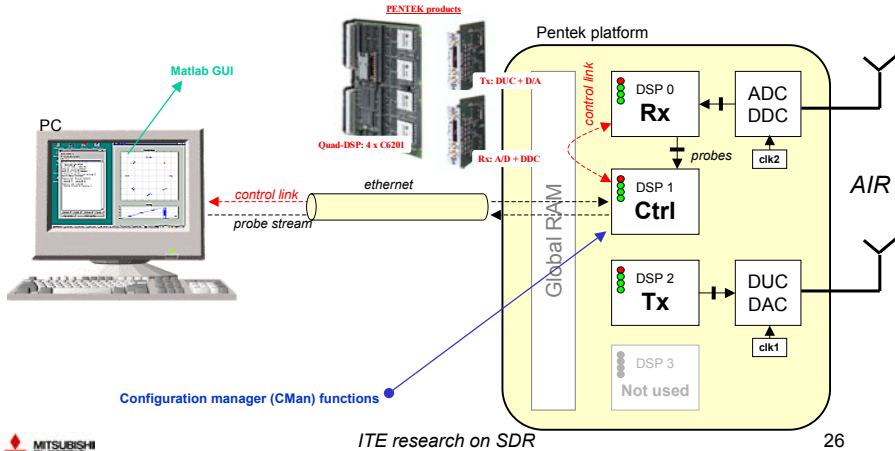 PENTEK products
Pentek platform
Matlab GUI
Tx: DUC + D/A
control link
DSP 0
Rx
ADC
DDC
PC
Quad-DSP: 4 x C6201
Rx: A/D + DDC
probes
clk2
AIR
control link
ethernet
probe stream
DSP 1
Ctrl
Global RAM
DSP 2
Tx
DUC
DAC
clk1
DSP 3
Not used
Configuration manager (CMan) functions
MITSUBISHI
ITE research on SDR
26